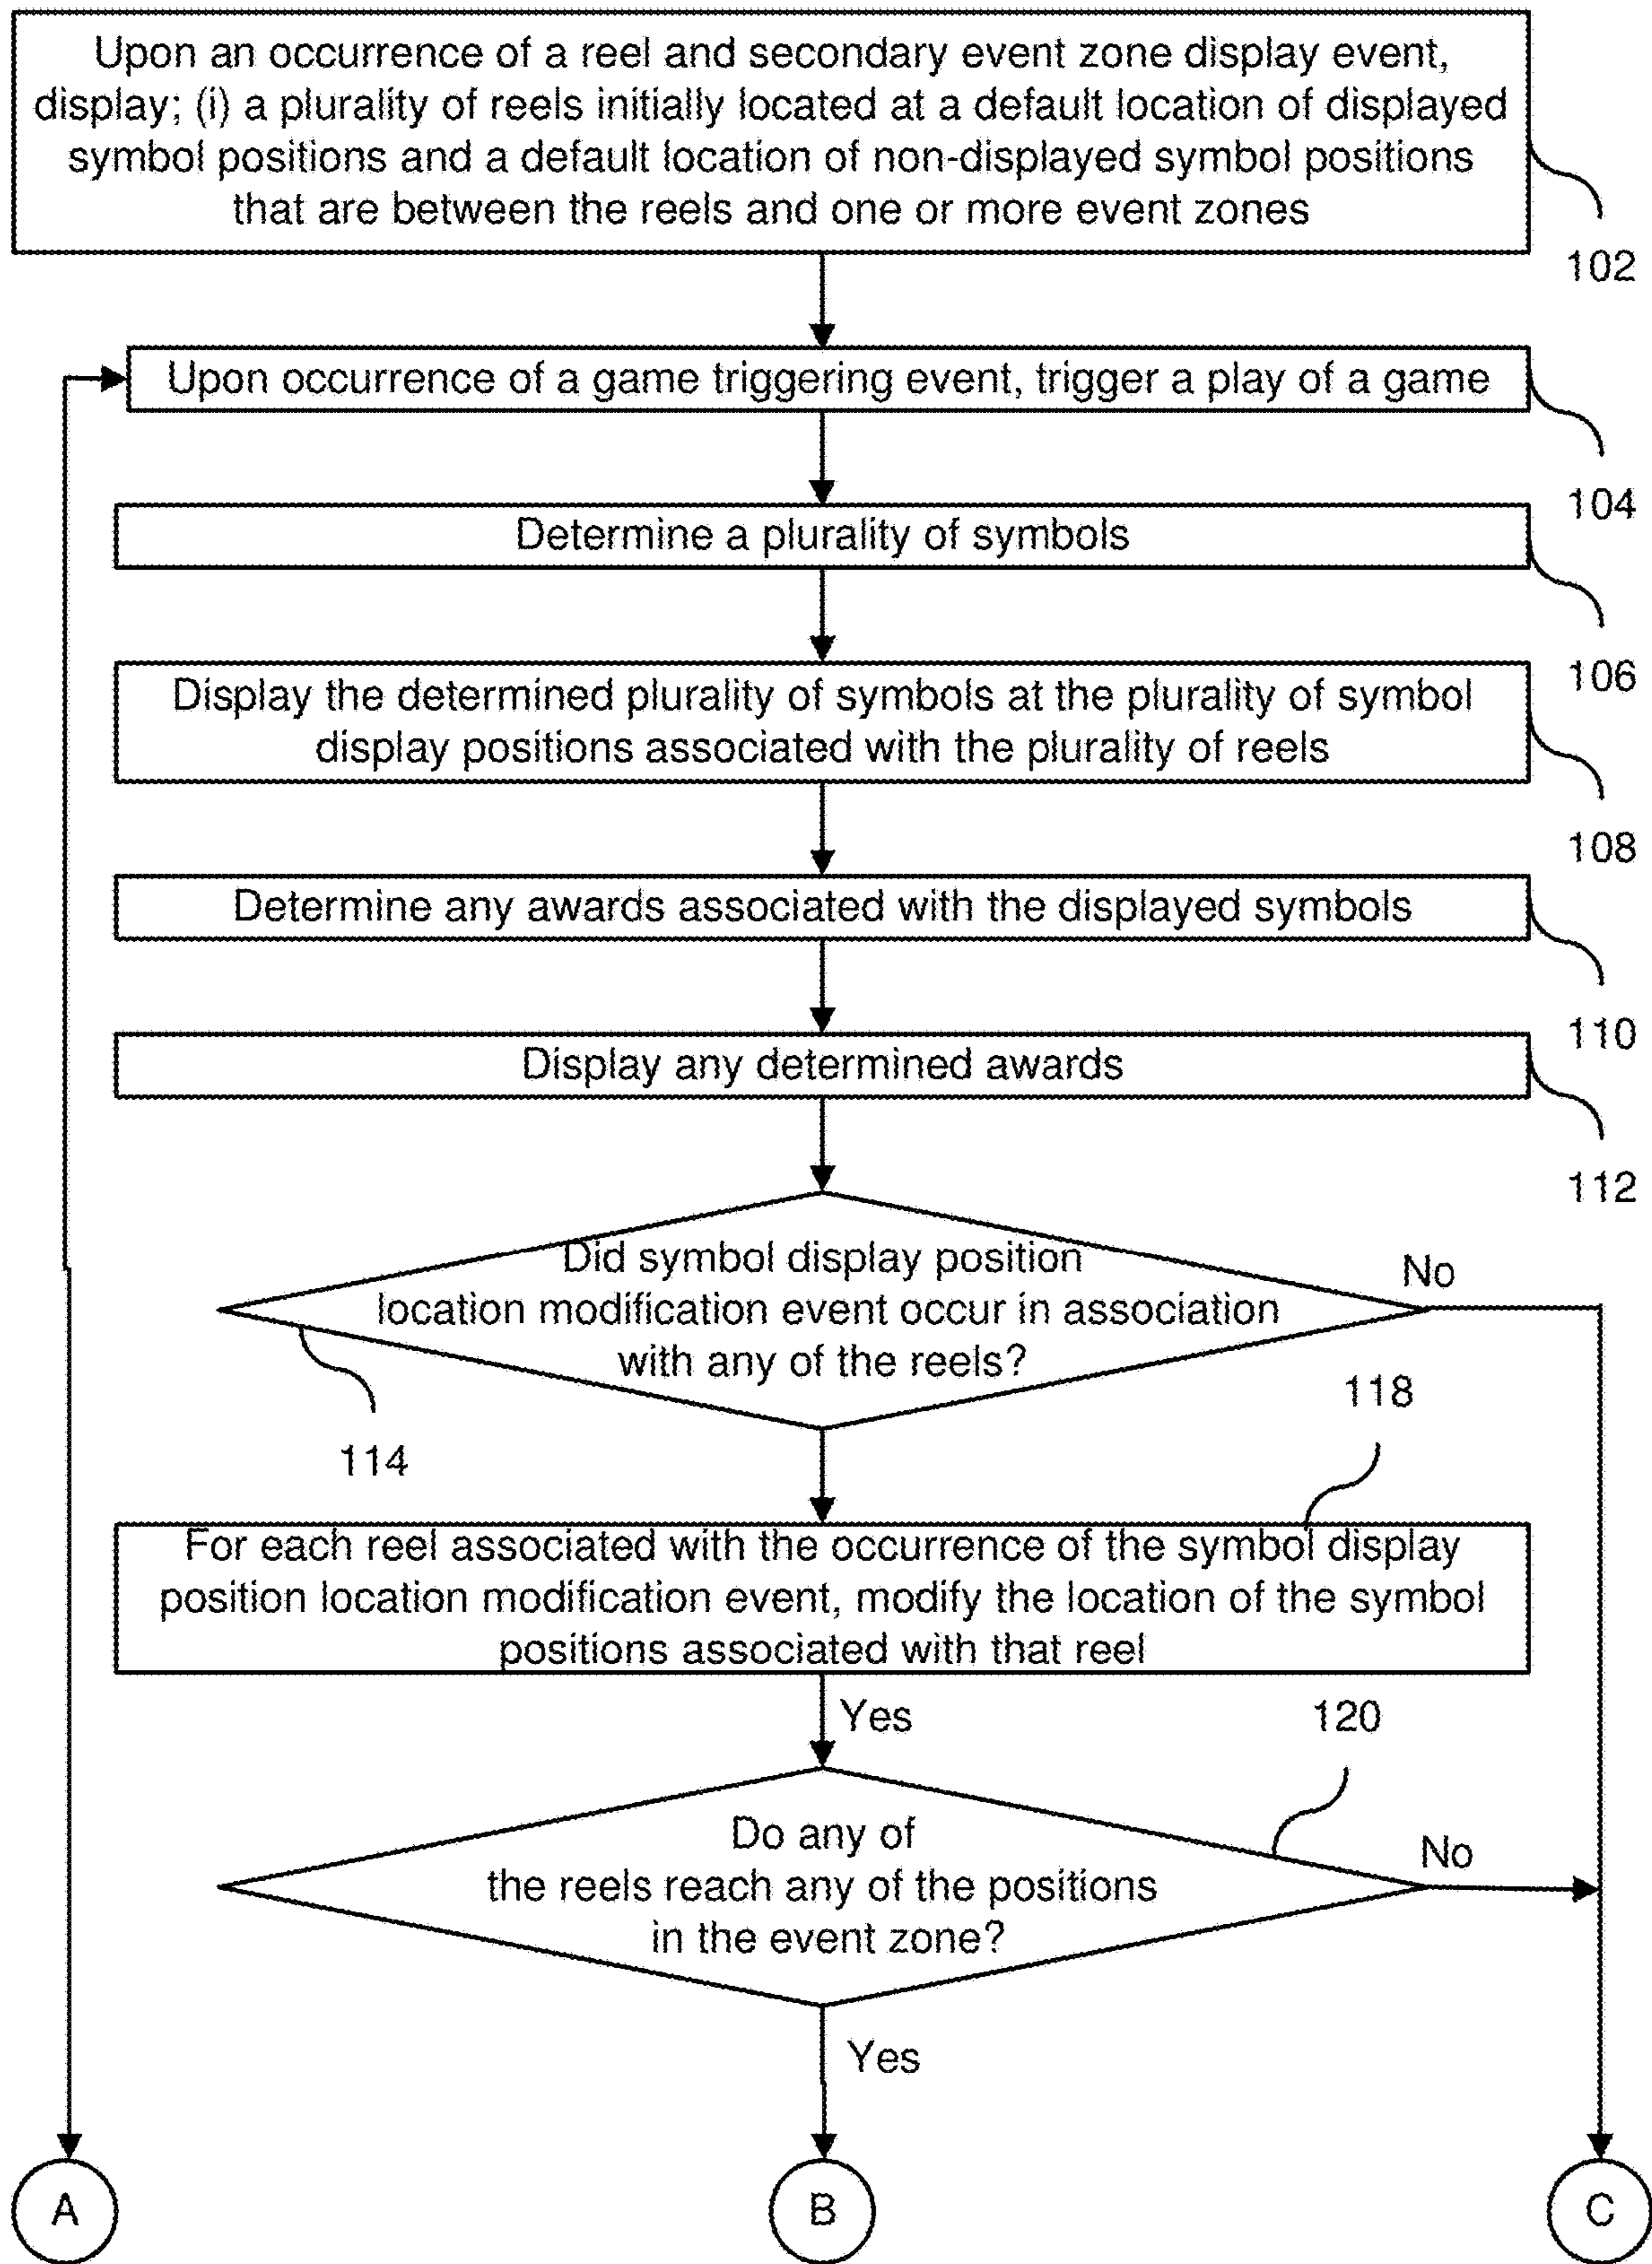 Upon an occurrence of a reel and secondary event zone display event,
display; (i) a plurality of reels initially located at a default location of displayed
symbol positions and a default location of non-displayed symbol positions
that are between the reels and one or more event zones
102
Upon occurrence of a game triggering event, trigger a play of a game
104
Determine a plurality of symbols
106
Display the determined plurality of symbols at the plurality of symbol
display positions associated with the plurality of reels
108
Determine any awards associated with the displayed symbols
110
Display any determined awards
112
Did symbol display position
location modification event occur in association
with any of the reels?
No
114
118
For each reel associated with the occurrence of the symbol display
position location modification event, modify the location of the symbol
positions associated with that reel
Yes
120
Do any of
the reels reach any of the positions
in the event zone?
No
Yes
A
B
C